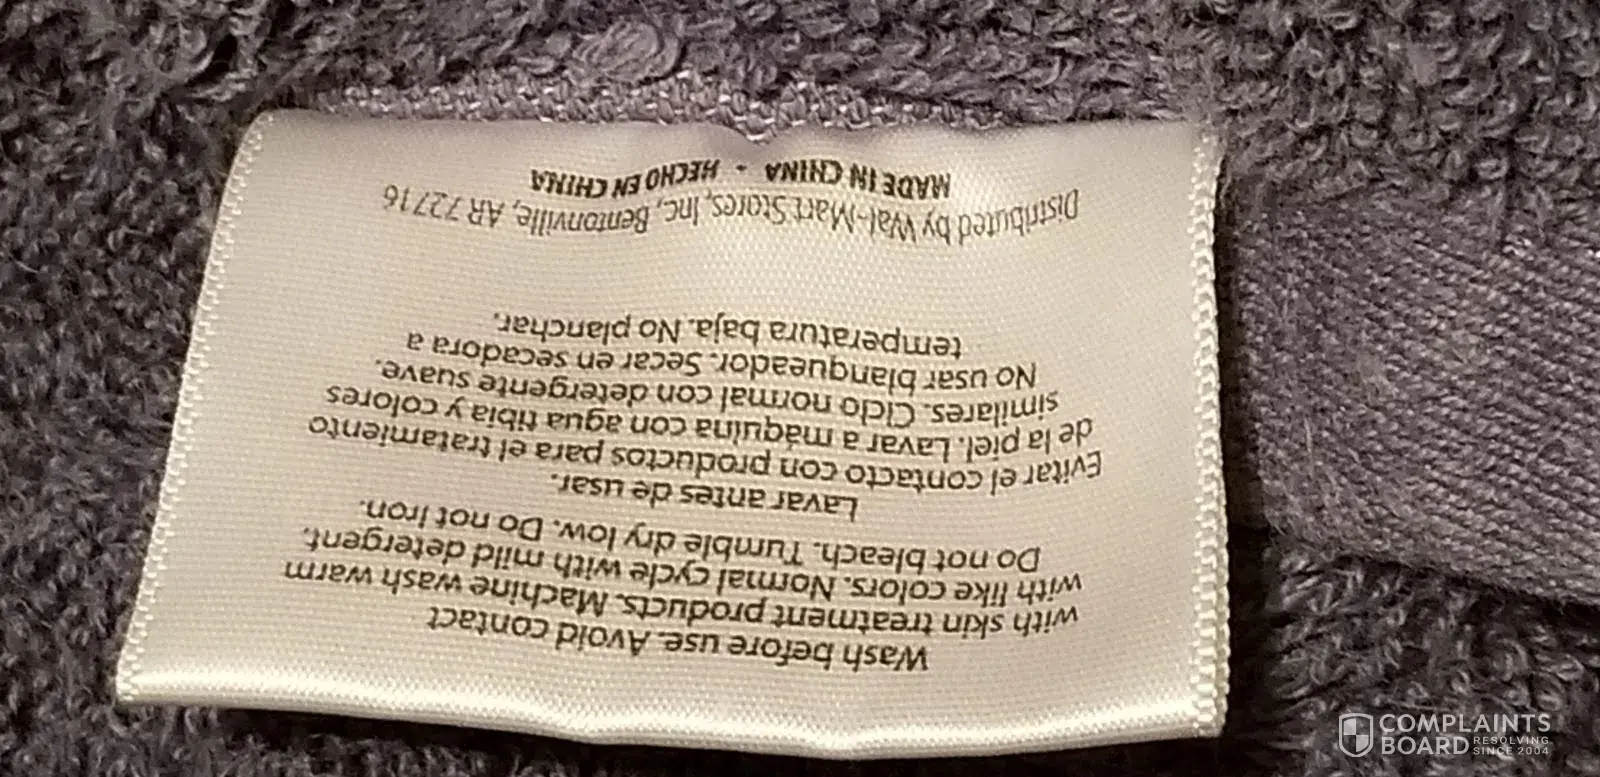 Wash before use. Avoid contact
with skin treatment products. Machine wash warm
with like colors. Normal cycle with mild detergent.
Do not bleach. Tumble dry low. Do not Iron.
Lavar antes de usar.
Evitar el contacto con productos para el tratamiento
de la piel. Lavar a máquina con agua tibia y colores
similares. Ciclo normal con detergente suave.
No usar blanqueador. Secar en secadora a
temperatura baja. No planchar.
Distributed by Wal-Mart Stores, Inc., Bentonville, AR 72716
MADE IN CHINA - HECHO EN CHINA
COMPLAINTS
BOARD RESOLVING
SINCE 2004